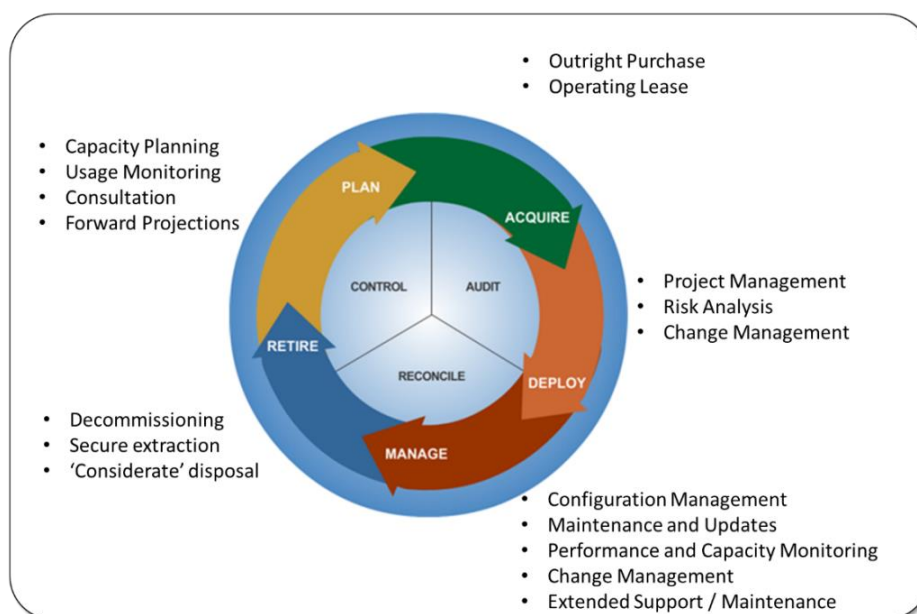 • Outright Purchase
• Operating Lease
• Capacity Planning
• Usage Monitoring
• Consultation
• Forward Projections
PLAN
ACQUIRE
CONTROL
AUDIT
• Project Management
• Risk Analysis
• Change Management
RETIRE
RECONCILE
DEPLOY
• Decommissioning
• Secure extraction
• ‘Considerate’ disposal
MANAGE
• Configuration Management
• Maintenance and Updates
• Performance and Capacity Monitoring
• Change Management
• Extended Support / Maintenance